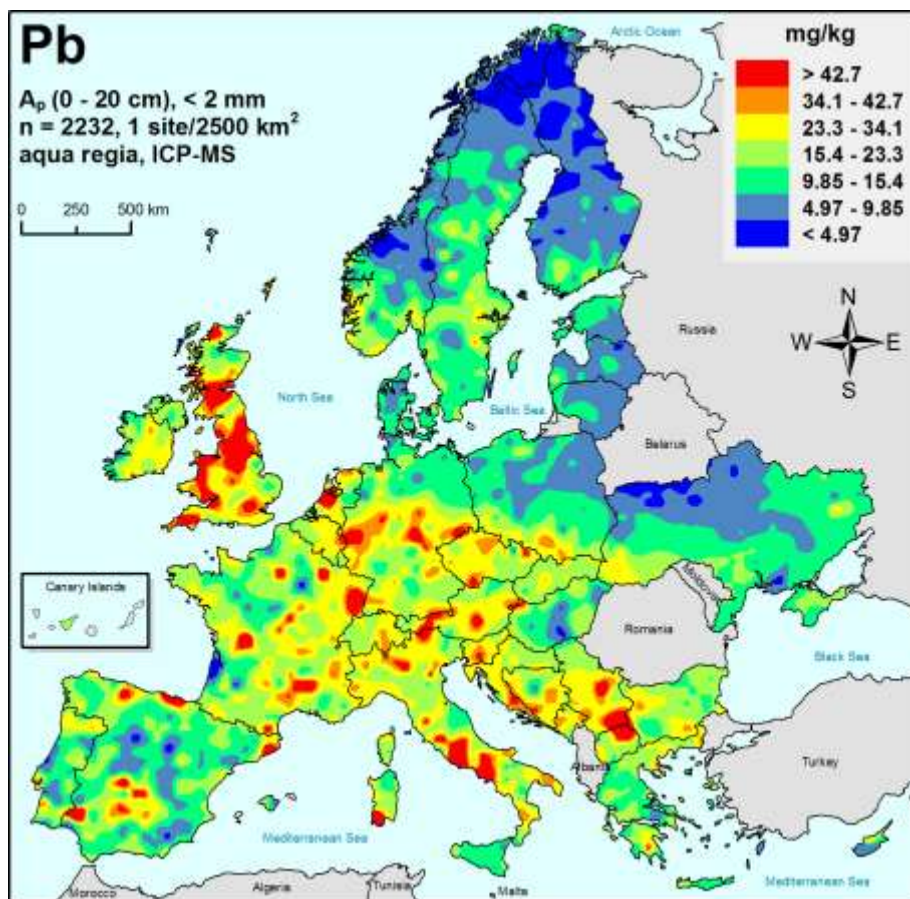 Pb
Ap (0 - 20 cm), < 2 mm
n = 2232, 1 site/2500 km²
aqua regia, ICP-MS
0 250 500 km
Arctic Ocean
mg/kg
> 42.7
34.1 - 42.7
23.3 - 34.1
15.4 - 23.3
9.85 - 15.4
4.97 - 9.85
< 4.97
N
W E
S
Russia
North Sea
Baltic Sea
Belarus
Canary Islands
Moldova
Romania
Black Sea
Albania
Turkey
Mediterranean Sea
Morocco
Algeria
Tunisia
Malta
Mediterranean Sea